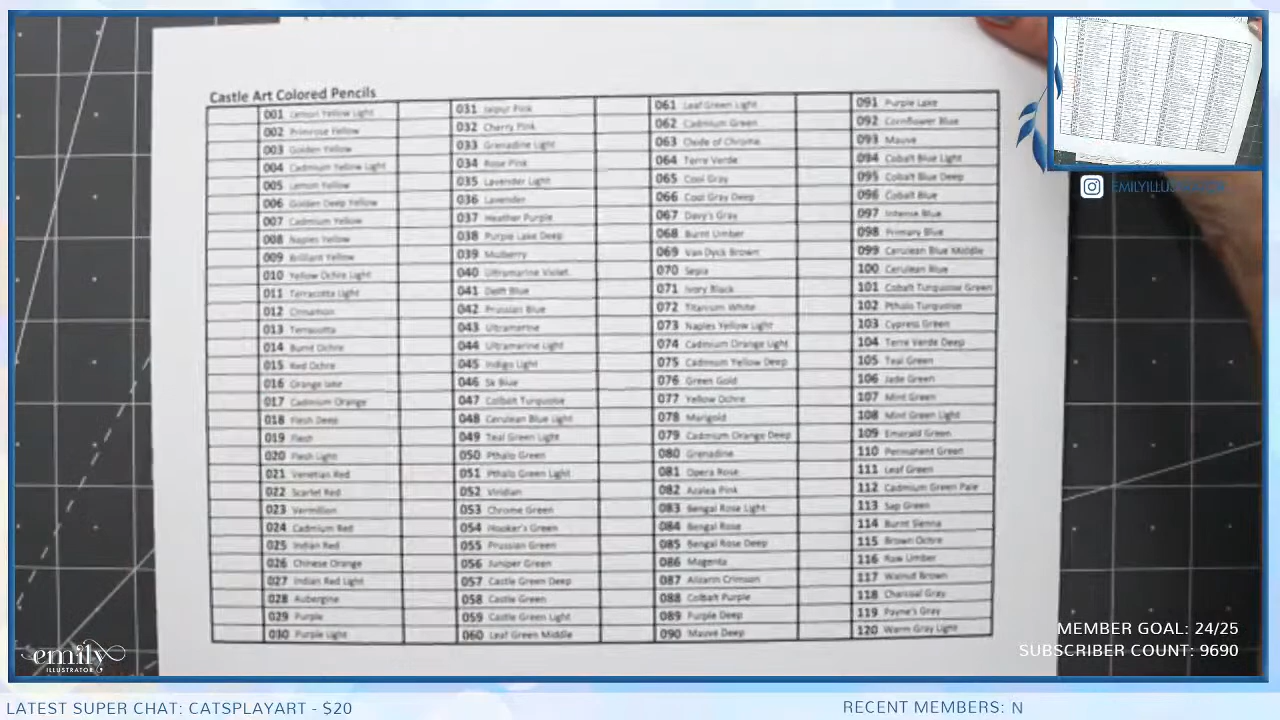 Castle Art Colored Pencils
001 Lemon Yellow Light
002 Primrose Yellow
003 Golden Yellow
004 Cadmium Yellow Light
005 Lemon Yellow
006 Golden Deep Yellow
007 Cadmium Yellow
008 Naples Yellow
009 Brilliant Yellow
010 Yellow Ochre Light
011 Terracotta Light
012 Cinnamon
013 Terracotta
014 Burnt Ochre
015 Red Ochre
016 Orange lake
017 Cadmium Orange
018 Flesh Deep
019 Flesh
020 Flesh Light
021 Venetian Red
022 Scarlet Red
023 Vermilion
024 Cadmium Red
025 Indian Red
026 Chinese Orange
027 Indian Red Light
028 Aubergine
029 Purple
030 Purple Light
031 Jaipur Pink
032 Cherry Pink
033 Grenadine Light
034 Rose Pink
035 Lavender Light
036 Lavender
037 Heather Purple
038 Purple Lake Deep
039 Mulberry
040 Ultramarine Violet
041 Delft Blue
042 Prussian Blue
043 Ultramarine
044 Ultramarine Light
045 Indigo Light
046 Sk Blue
047 Colbalt Turquoise
048 Cerulean Blue Light
049 Teal Green Light
050 Pthalo Green
051 Pthalo Green Light
052 Viridian
053 Chrome Green
054 Hooker's Green
055 Prussian Green
056 Juniper Green
057 Castle Green Deep
058 Castle Green
059 Castle Green Light
060 Leaf Green Middle
061 Leaf Green Light
062 Cadmium Green
063 Oxide of Chrome
064 Terre Verte
065 Cool Gray
066 Cool Gray Deep
067 Davy's Gray
068 Burnt Umber
069 Van Dyck Brown
070 Sepia
071 Ivory Black
072 Titanium White
073 Naples Yellow Light
074 Cadmium Orange Light
075 Cadmium Yellow Deep
076 Green Gold
077 Yellow Ochre
078 Marigold
079 Cadmium Orange Deep
080 Grenadine
081 Opera Rose
082 Azalea Pink
083 Bengal Rose Light
084 Bengal Rose
085 Bengal Rose Deep
086 Magenta
087 Alizarin Crimson
088 Colbalt Purple
089 Purple Deep
090 Mauve Deep
091 Purple Lake
092 Cornflower Blue
093 Mauve
094 Cobalt Blue Light
095 Cobalt Blue Deep
096 Cobalt Blue
097 Intense Blue
098 Primary Blue
099 Cerulean Blue Middle
100 Cerulean Blue
101 Cobalt Turquoise Green
102 Pthalo Turquoise
103 Cypress Green
104 Terre Verde Deep
105 Teal Green
106 Jade Green
107 Mint Green
108 Mint Green Light
109 Emerald Green
110 Permanent Green
111 Leaf Green
112 Cadmium Green Pale
113 Sap Green
114 Burnt Sienna
115 Brown Ochre
116 Raw Umber
117 Walnut Brown
118 Charcoal Gray
119 Payne's Gray
120 Warm Gray Light
MEMBER GOAL: 24/25
SUBSCRIBER COUNT: 9690
emily
ILLUSTRATOR
LATEST SUPER CHAT: CATSPLAYART - $20
RECENT MEMBERS: N